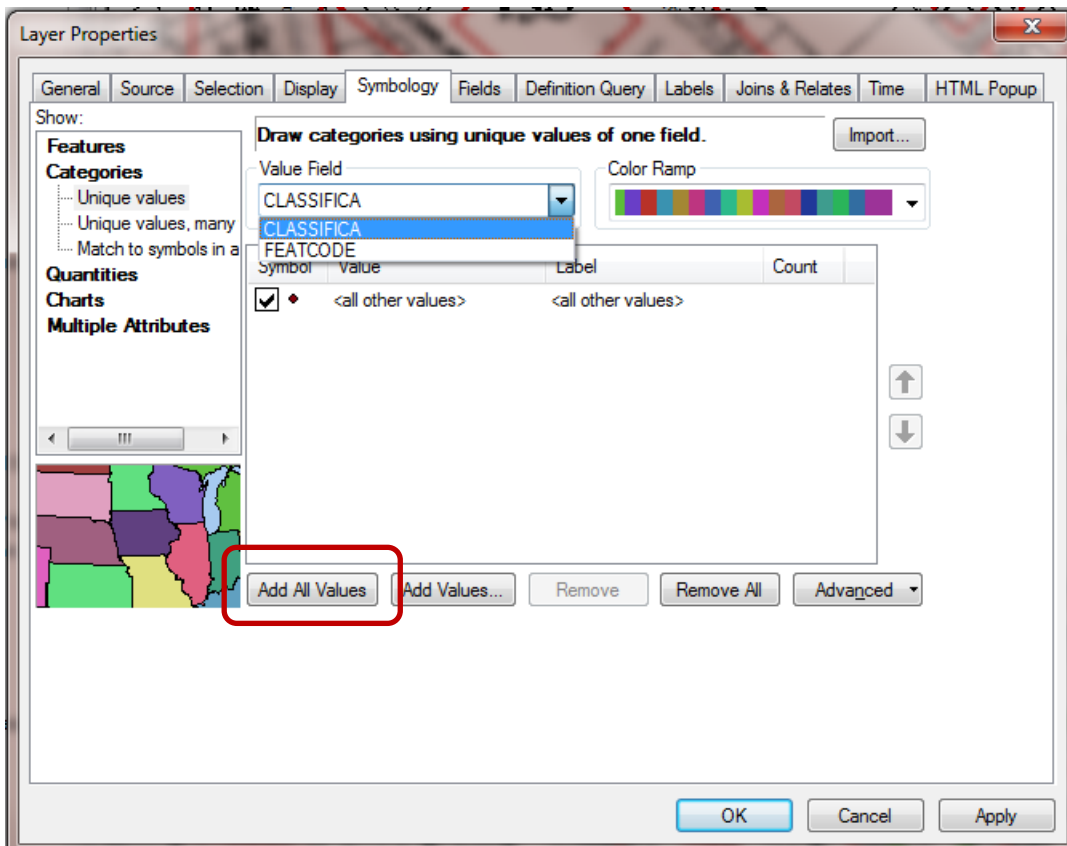 Layer Properties
General Source Selection Display Symbology Fields Definition Query Labels Joins & Relates Time HTML Popup
Show:
Features
Categories
Unique values
Unique values, many
Match to symbols in a
Quantities
Charts
Multiple Attributes
Draw categories using unique values of one field.
Import...
Value Field
CLASSIFICA
CLASSIFICA
FEATCODE
Color Ramp
Symbol Value Label Count
<all other values> <all other values>
Add All Values Add Values... Remove Remove All Advanced
OK Cancel Apply